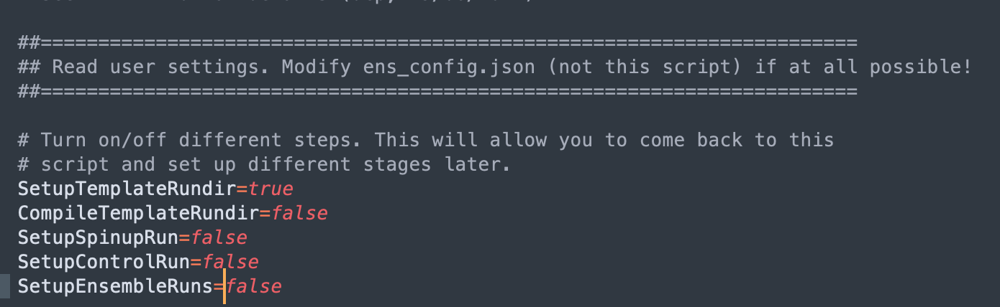 ##=======================================================================
## Read user settings. Modify ens_config.json (not this script) if at all possible!
##=======================================================================
# Turn on/off different steps. This will allow you to come back to this
# script and set up different stages later.
SetupTemplateRundir=true
CompileTemplateRundir=false
SetupSpinupRun=false
SetupControlRun=false
SetupEnsembleRuns=false